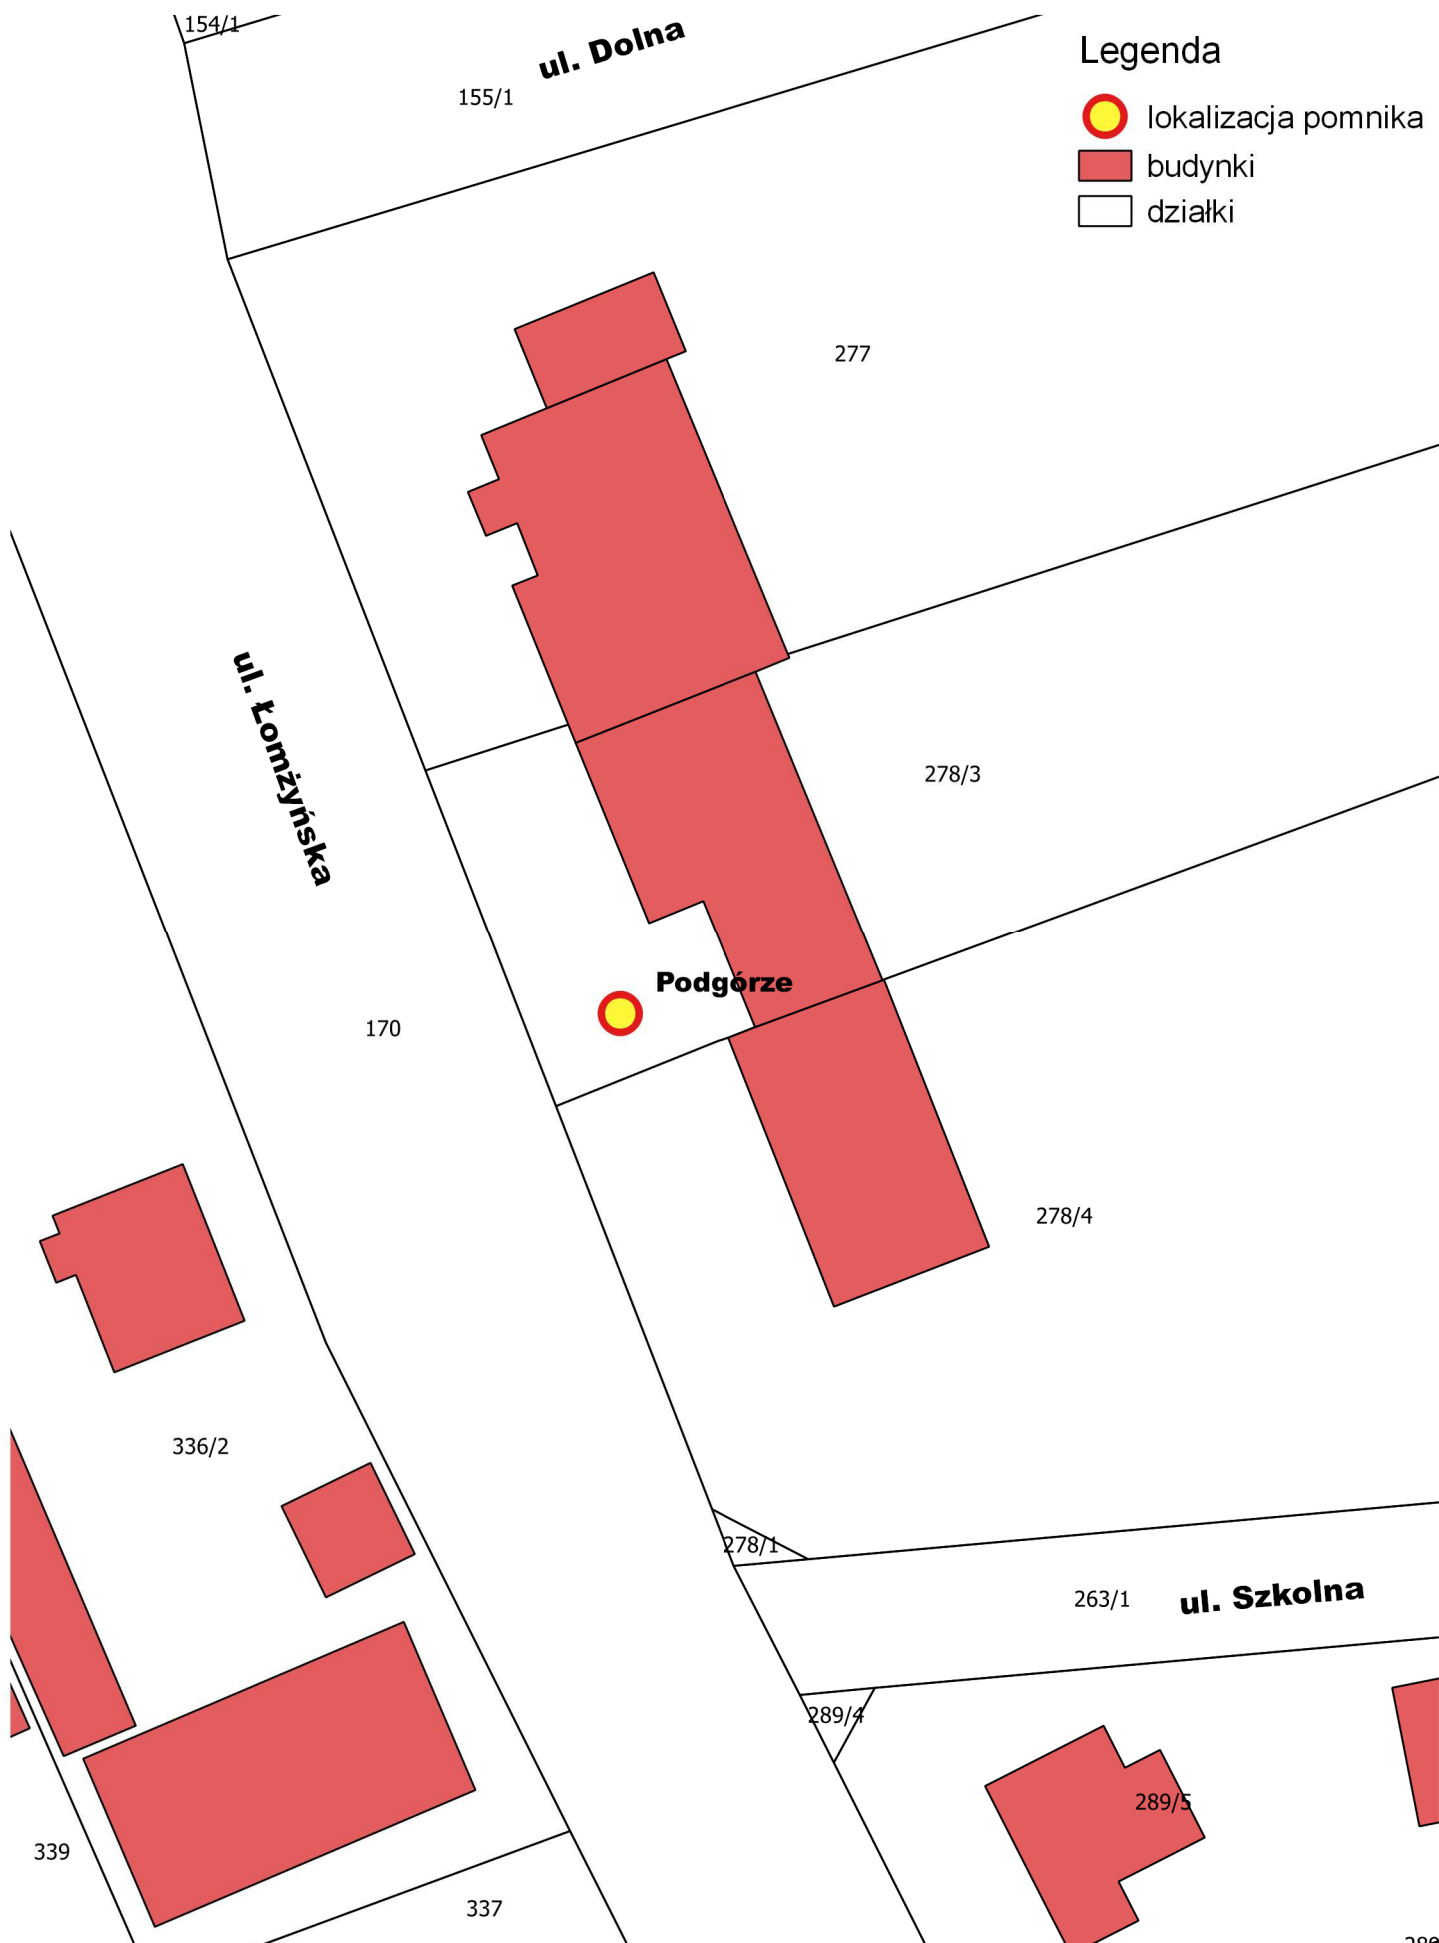 154/1
ul. Dolna
155/1
Legenda
lokalizacja pomnika
budynki
działki
277
ul. Łomżyńska
278/3
Podgórze
170
278/4
336/2
278/1
263/1
ul. Szkolna
289/4
289/5
339
337